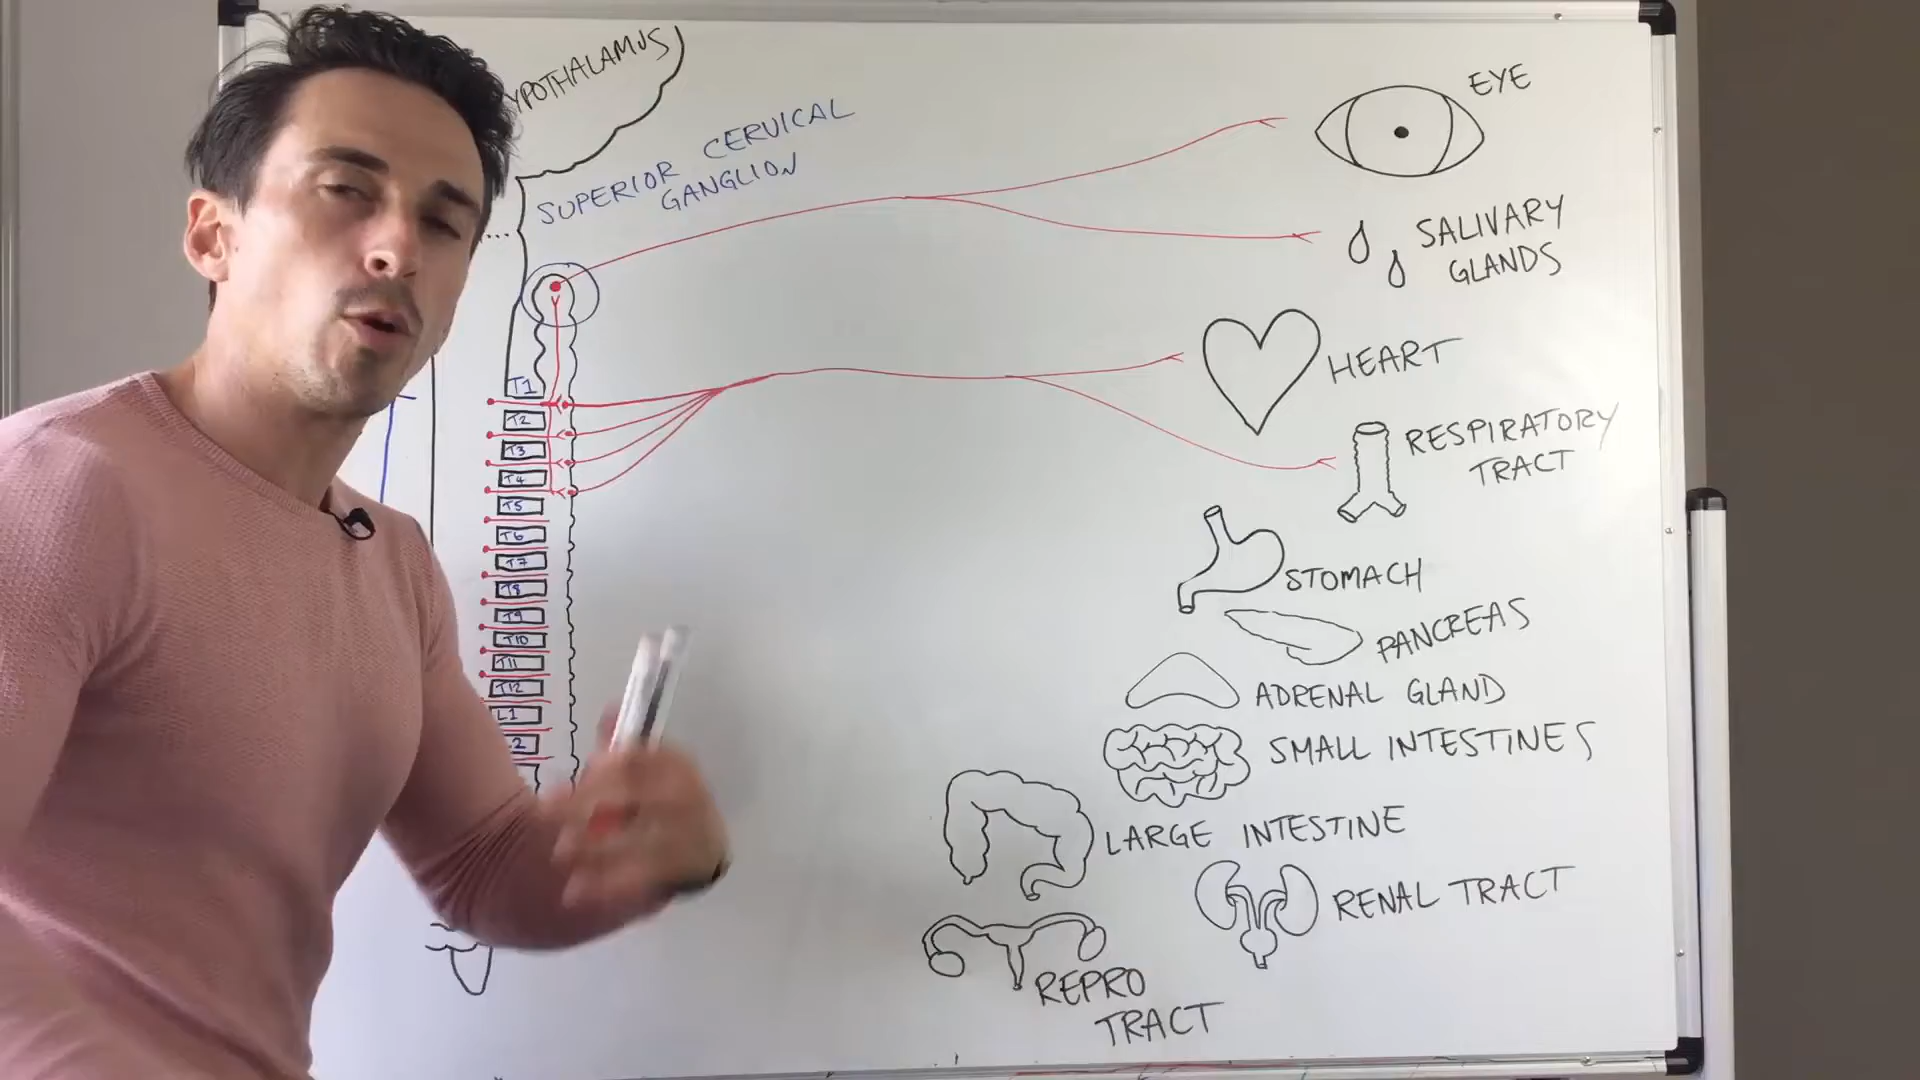 YPOTHALAMUS
SUPERIOR CERVICAL
GANGLION
EYE
SALIVARY
GLANDS
HEART
RESPIRATORY
TRACT
STOMACH
PANCREAS
ADRENAL GLAND
SMALL INTESTINES
LARGE INTESTINE
RENAL TRACT
REPRO
TRACT
T1
T2
T3
T4
T5
T6
T7
T8
T9
T10
T11
T12
L1
L2